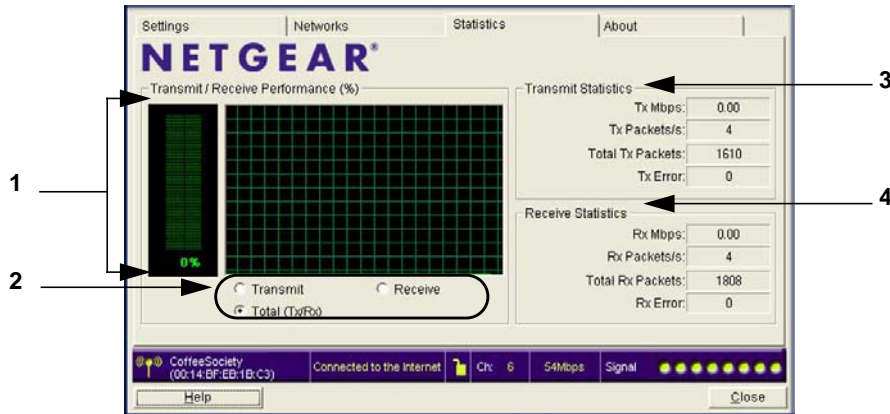 Settings Networks Statistics About
NETGEAR®
Transmit / Receive Performance (%)
0%
Transmit Receive
Total (Tx/Rx)
Transmit Statistics
Tx Mbps: 0.00
Tx Packets/s: 4
Total Tx Packets: 1610
Tx Error: 0
Receive Statistics
Rx Mbps: 0.00
Rx Packets/s: 4
Total Rx Packets: 1808
Rx Error: 0
CoffeeSociety
(00:14:BF:EB:1B:C3)
Connected to the Internet Ch: 6 54Mbps Signal
Help Close
1
2
3
4